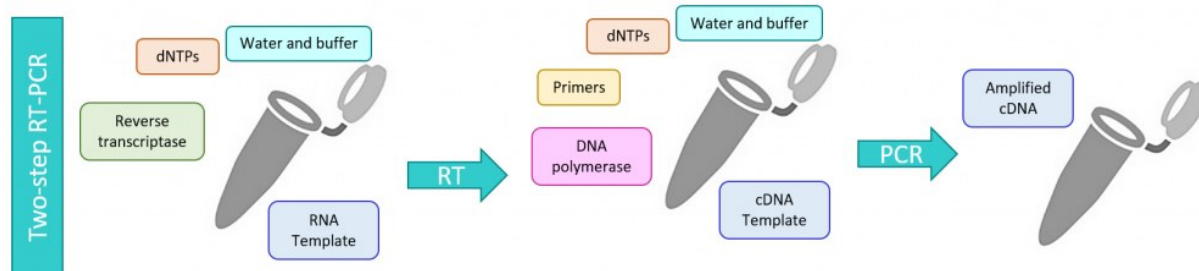 Two-step RT-PCR
dNTPs
Water and buffer
Reverse
transcriptase
RNA
Template
RT
dNTPs
Water and buffer
Primers
DNA
polymerase
cDNA
Template
PCR
Amplified
cDNA